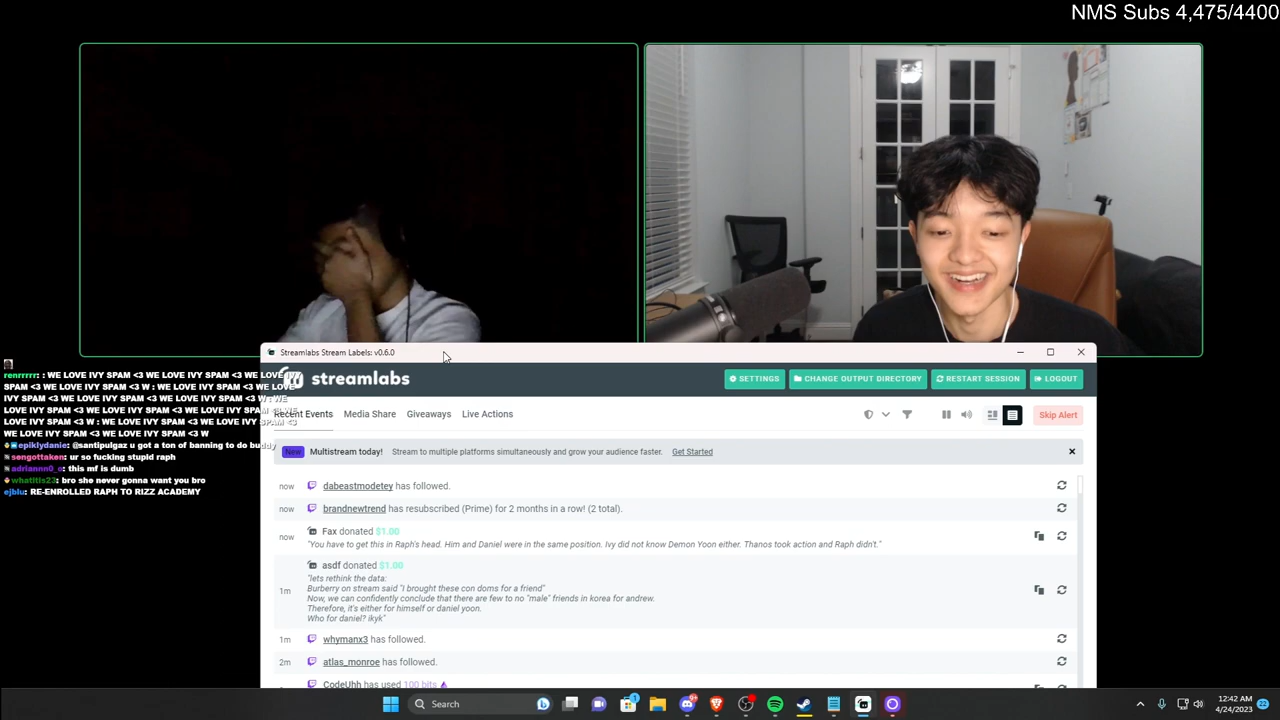 NMS Subs 4,475/4400
Streamlabs Stream Labels: v0.6.0
streamlabs
SETTINGS
CHANGE OUTPUT DIRECTORY
RESTART SESSION
LOGOUT
Recent Events
Media Share
Giveaways
Live Actions
Skip Alert
New
Multistream today!
Stream to multiple platforms simultaneously and grow your audience faster.
Get Started
now dabeastmodetey has followed.
now brandnewtrend has resubscribed (Prime) for 2 months in a row! (2 total).
now Fax donated $1.00
"You have to get this in Raph's head. Him and Daniel were in the same position. Ivy did not know Demon Yoon either. Thanos took action and Raph didn't."
1m asdf donated $1.00
"lets rethink the data:
Burberry on stream said "I brought these con doms for a friend"
Now, we can confidently conclude that there are few to no "male" friends in korea for andrew.
Therefore, it's either for himself or daniel yoon.
Who for daniel? ikyk"
1m whymanx3 has followed.
2m atlas_monroe has followed.
CodeUhh has used 100 bits
renrrrrr: : WE LOVE IVY SPAM <3 WE LOVE IVY
SPAM <3 WE LOVE IVY SPAM <3 W : WE LOVE
IVY SPAM <3 WE LOVE IVY SPAM <3 W : WE
LOVE IVY SPAM <3 WE LOVE IVY SPAM <3
WE LOVE IVY SPAM <3 WE LOVE IVY SPAM <3
WE LOVE IVY SPAM <3 W
epiklydanie: @santipulgaz u got a ton of banning to do buddy
sengottaken: ur so fucking stupid raph
adriannn0_o: this mf is dumb
whatitis23: bro she never gonna want you bro
ejblu: RE-ENROLLED RAPH TO RIZZ ACADEMY
Search
12:42 AM
4/24/2023